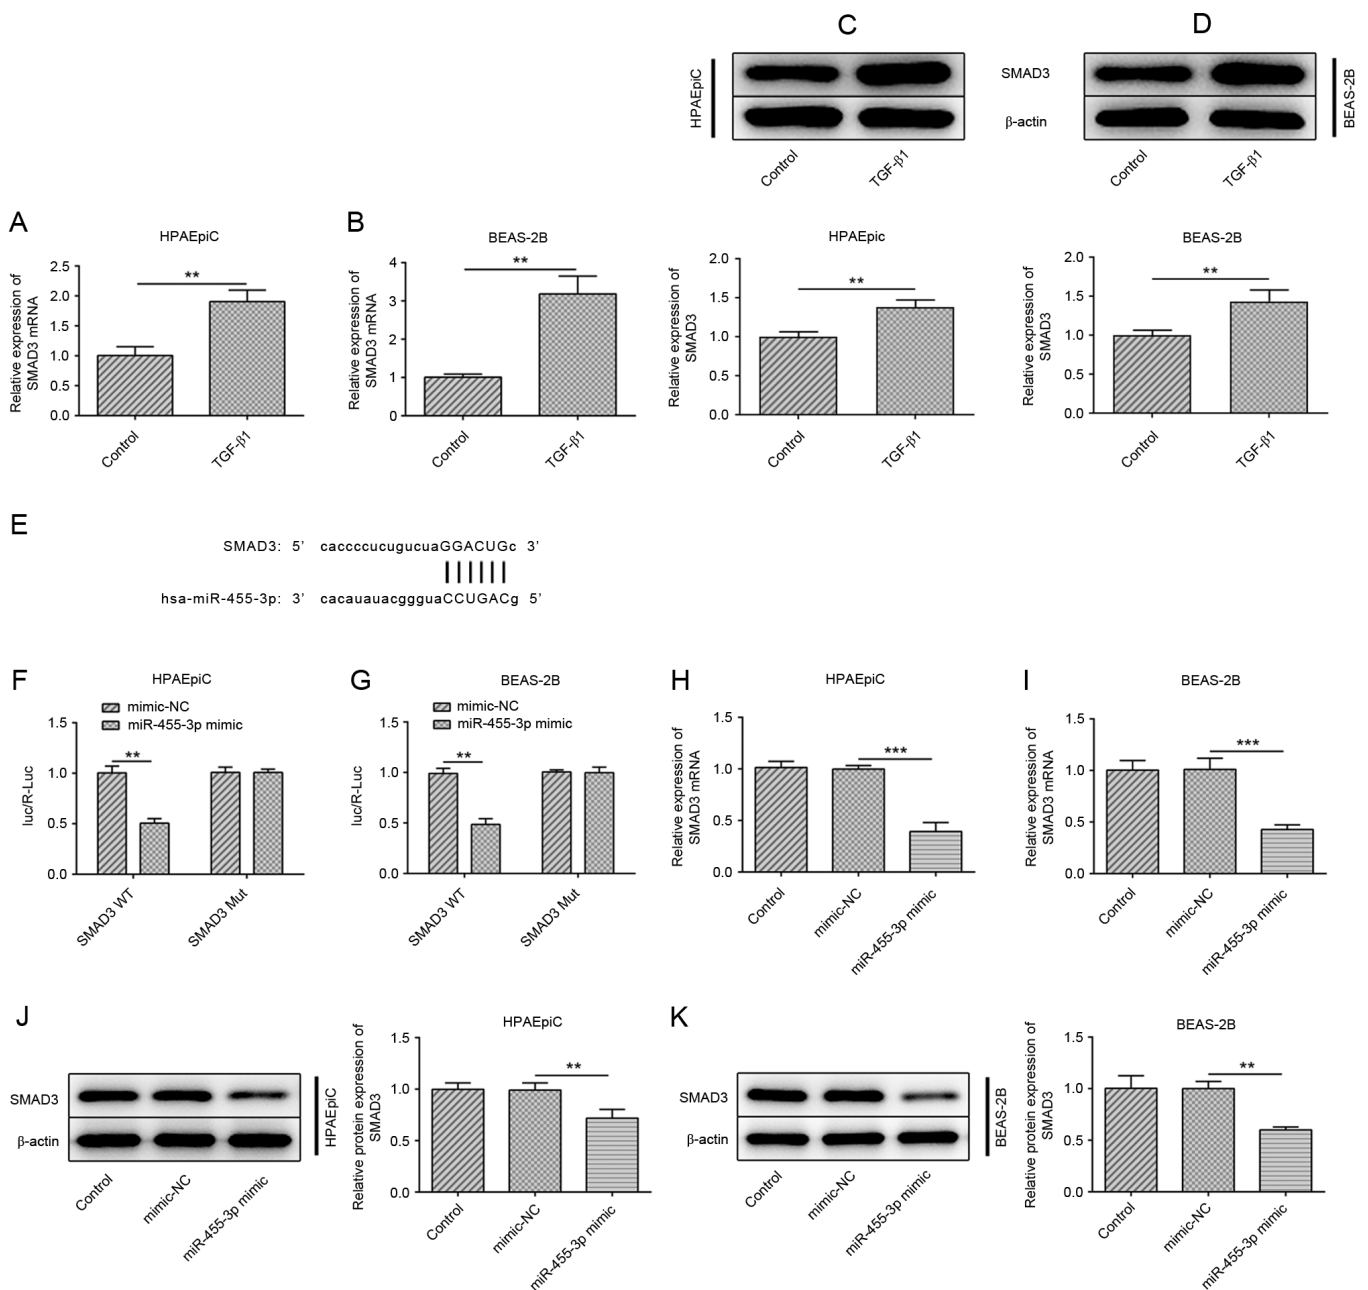 C
D
HPAEpiC
SMAD3
β-actin
BEAS-2B
Control
TGF-β1
Control
TGF-β1
A
HPAEpiC
Relative expression of
SMAD3 mRNA
2.5
2.0
1.5
1.0
0.5
0.0
**
Control
TGF-β1
B
BEAS-2B
Relative expression of
SMAD3 mRNA
4
3
2
1
0
**
Control
TGF-β1
HPAEpic
Relative expression of
SMAD3
2.0
1.5
1.0
0.5
0.0
**
Control
TGF-β1
BEAS-2B
Relative expression of
SMAD3
2.0
1.5
1.0
0.5
0.0
**
Control
TGF-β1
E
SMAD3: 5’ caccccucugucuaGGACUGc 3’
hsa-miR-455-3p: 3’ cacauauacggguaCCUGACg 5’
F
HPAEpiC
mimic-NC
miR-455-3p mimic
luc/R-Luc
1.5
1.0
0.5
0.0
**
SMAD3 WT
SMAD3 Mut
G
BEAS-2B
mimic-NC
miR-455-3p mimic
luc/R-Luc
1.5
1.0
0.5
0.0
**
SMAD3 WT
SMAD3 Mut
H
HPAEpiC
Relative expression of
SMAD3 mRNA
1.5
1.0
0.5
0.0
***
Control
mimic-NC
miR-455-3p mimic
I
BEAS-2B
Relative expression of
SMAD3 mRNA
1.5
1.0
0.5
0.0
***
Control
mimic-NC
miR-455-3p mimic
J
SMAD3
β-actin
HPAEpiC
Control
mimic-NC
miR-455-3p mimic
HPAEpiC
Relative protein expression of
SMAD3
1.5
1.0
0.5
0.0
**
Control
mimic-NC
miR-455-3p mimic
K
SMAD3
β-actin
BEAS-2B
Control
mimic-NC
miR-455-3p mimic
BEAS-2B
Relative protein expression of
SMAD3
1.5
1.0
0.5
0.0
**
Control
mimic-NC
miR-455-3p mimic